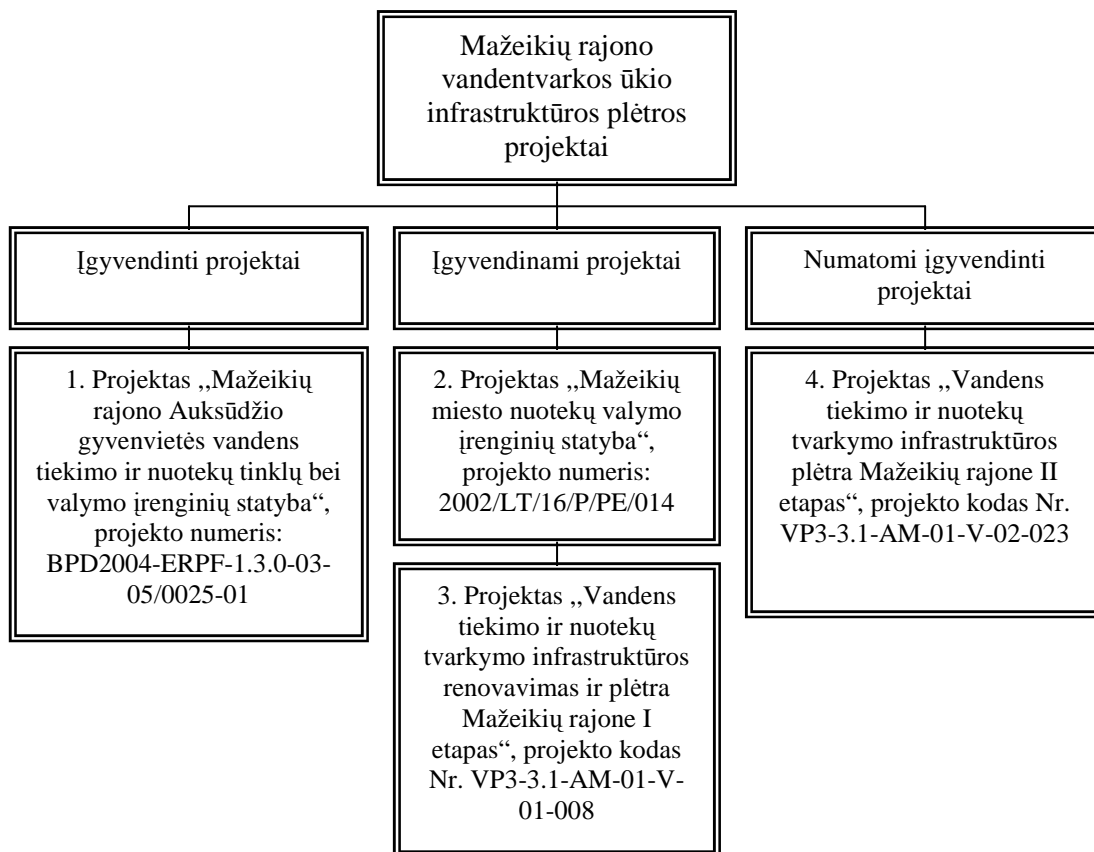 Mažeikių rajono
vandentvarkos ūkio
infrastruktūros plėtros
projektai
Įgyvendinti projektai
Įgyvendinami projektai
Numatomi įgyvendinti
projektai
1. Projektas ,,Mažeikių
rajono Auksūdžio
gyvenvietės vandens
tiekimo ir nuotekų tinklų bei
valymo įrenginių statyba“,
projekto numeris:
BPD2004-ERPF-1.3.0-03-
05/0025-01
2. Projektas ,,Mažeikių
miesto nuotekų valymo
įrenginių statyba“,
projekto numeris:
2002/LT/16/P/PE/014
3. Projektas ,,Vandens
tiekimo ir nuotekų
tvarkymo infrastruktūros
renovavimas ir plėtra
Mažeikių rajone I
etapas“, projekto kodas
Nr. VP3-3.1-AM-01-V-
01-008
4. Projektas ,,Vandens
tiekimo ir nuotekų
tvarkymo infrastruktūros
plėtra Mažeikių rajone II
etapas“, projekto kodas Nr.
VP3-3.1-AM-01-V-02-023